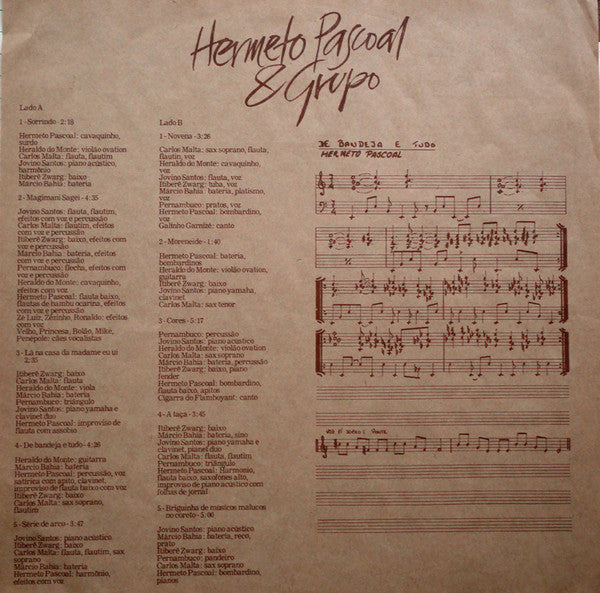 Hermeto Pascoal
& Grupo
Lado A
1 - Sorrindo - 2:18
Hermeto Pascoal: cavaquinho,
surdo
Heraldo do Monte: violão ovation
Carlos Malta: flauta, flautim
Jovino Santos: piano acústico,
harmônio
Itiberê Zwarg: baixo
Márcio Bahia: bateria
2 - Magimani Sagei - 4:35
Jovino Santos: flauta, flautim,
efeitos com voz e percussão
Carlos Malta: flautim, efeitos com
voz e percussão
Itiberê Zwarg: baixo, efeitos com
voz e percussão
Márcio Bahia: bateria, efeitos
com voz e percussão
Pernambuco: flecha, efeitos com
voz e percussão
Heraldo do Monte: cavaquinho,
efeitos com voz
Hermeto Pascoal: flauta baixo,
flautas de bambu ocarina, efeitos
com voz e percussão
Zé Luiz, Zezinho, Ronaldo: efeitos
com voz
Velho, Princesa, Bolão, Mike,
Penépole: cães vocalistas
3 - Lá na casa da madame eu vi
2:35
Itiberê Zwarg: baixo
Carlos Malta: flauta
Heraldo do Monte: viola
Márcio Bahia: bateria
Pernambuco: triângulo
Jovino Santos: piano yamaha e
clavinet duo
Hermeto Pascoal: improviso de
flauta com assobio
4 - De bandeja e tudo - 4:26
Heraldo do Monte: guitarra
Márcio Bahia: bateria
Hermeto Pascoal: percussão, voz
satírica com apito, clavinet,
improviso de flauta baixo com voz
Itiberê Zwarg: baixo
Carlos Malta: sax soprano,
flautim
5 - Série de arco - 3:47
Jovino Santos: piano acústico
Itiberê Zwarg: baixo
Carlos Malta: flauta, flautim, sax
soprano
Márcio Bahia: bateria
Hermeto Pascoal: harmônio,
efeitos com voz
Lado B
1 - Novena - 3:26
Carlos Malta: sax soprano, flauta,
flautim, voz
Heraldo do Monte: cavaquinho,
voz
Jovino Santos: flauta, voz
Itiberê Zwarg: tuba, voz
Márcio Bahia: bateria, platismo,
voz
Pernambuco: pratos, voz
Hermeto Pascoal: bombardino,
voz
Galinho Garnizé: canto
2 - Moreneide - 1:40
Hermeto Pascoal: bateria,
bombardinos
Heraldo do Monte: violão ovation,
guitarra
Itiberê Zwarg: baixo
Jovino Santos: piano yamaha,
clavinet
Carlos Malta: sax tenor
3 - Cores - 5:17
Pernambuco: percussão
Jovino Santos: piano acústico
Heraldo do Monte: violão ovation
Carlos Malta: sax soprano
Márcio Bahia: bateria, percussão
Itiberê Zwarg: baixo, piano
fender
Hermeto Pascoal: bombardino,
flauta baixo, apitos
Cigarra do Flamboyant: canto
4 - A taça - 3:45
Itiberê Zwarg: baixo
Márcio Bahia: bateria, sino
Jovino Santos: piano yamaha e
clavinet, pianet duo
Carlos Malta: flauta, flautim,
sax soprano
Pernambuco: triângulo
Hermeto Pascoal: Harmonio,
flauta baixo, saxofones alto,
improviso de piano acústico com
folhas de jornal
5 - Briguinha de músicos malucos
no coreto - 5:00
Jovino Santos: piano acústico
Márcio Bahia: bateria, reco,
prato
Itiberê Zwarg: baixo
Pernambuco: pandeiro
Carlos Malta: sax soprano
Hermeto Pascoal: bombardino,
pianos
DE BANDEJA E TUDO
HERMETO PASCOAL